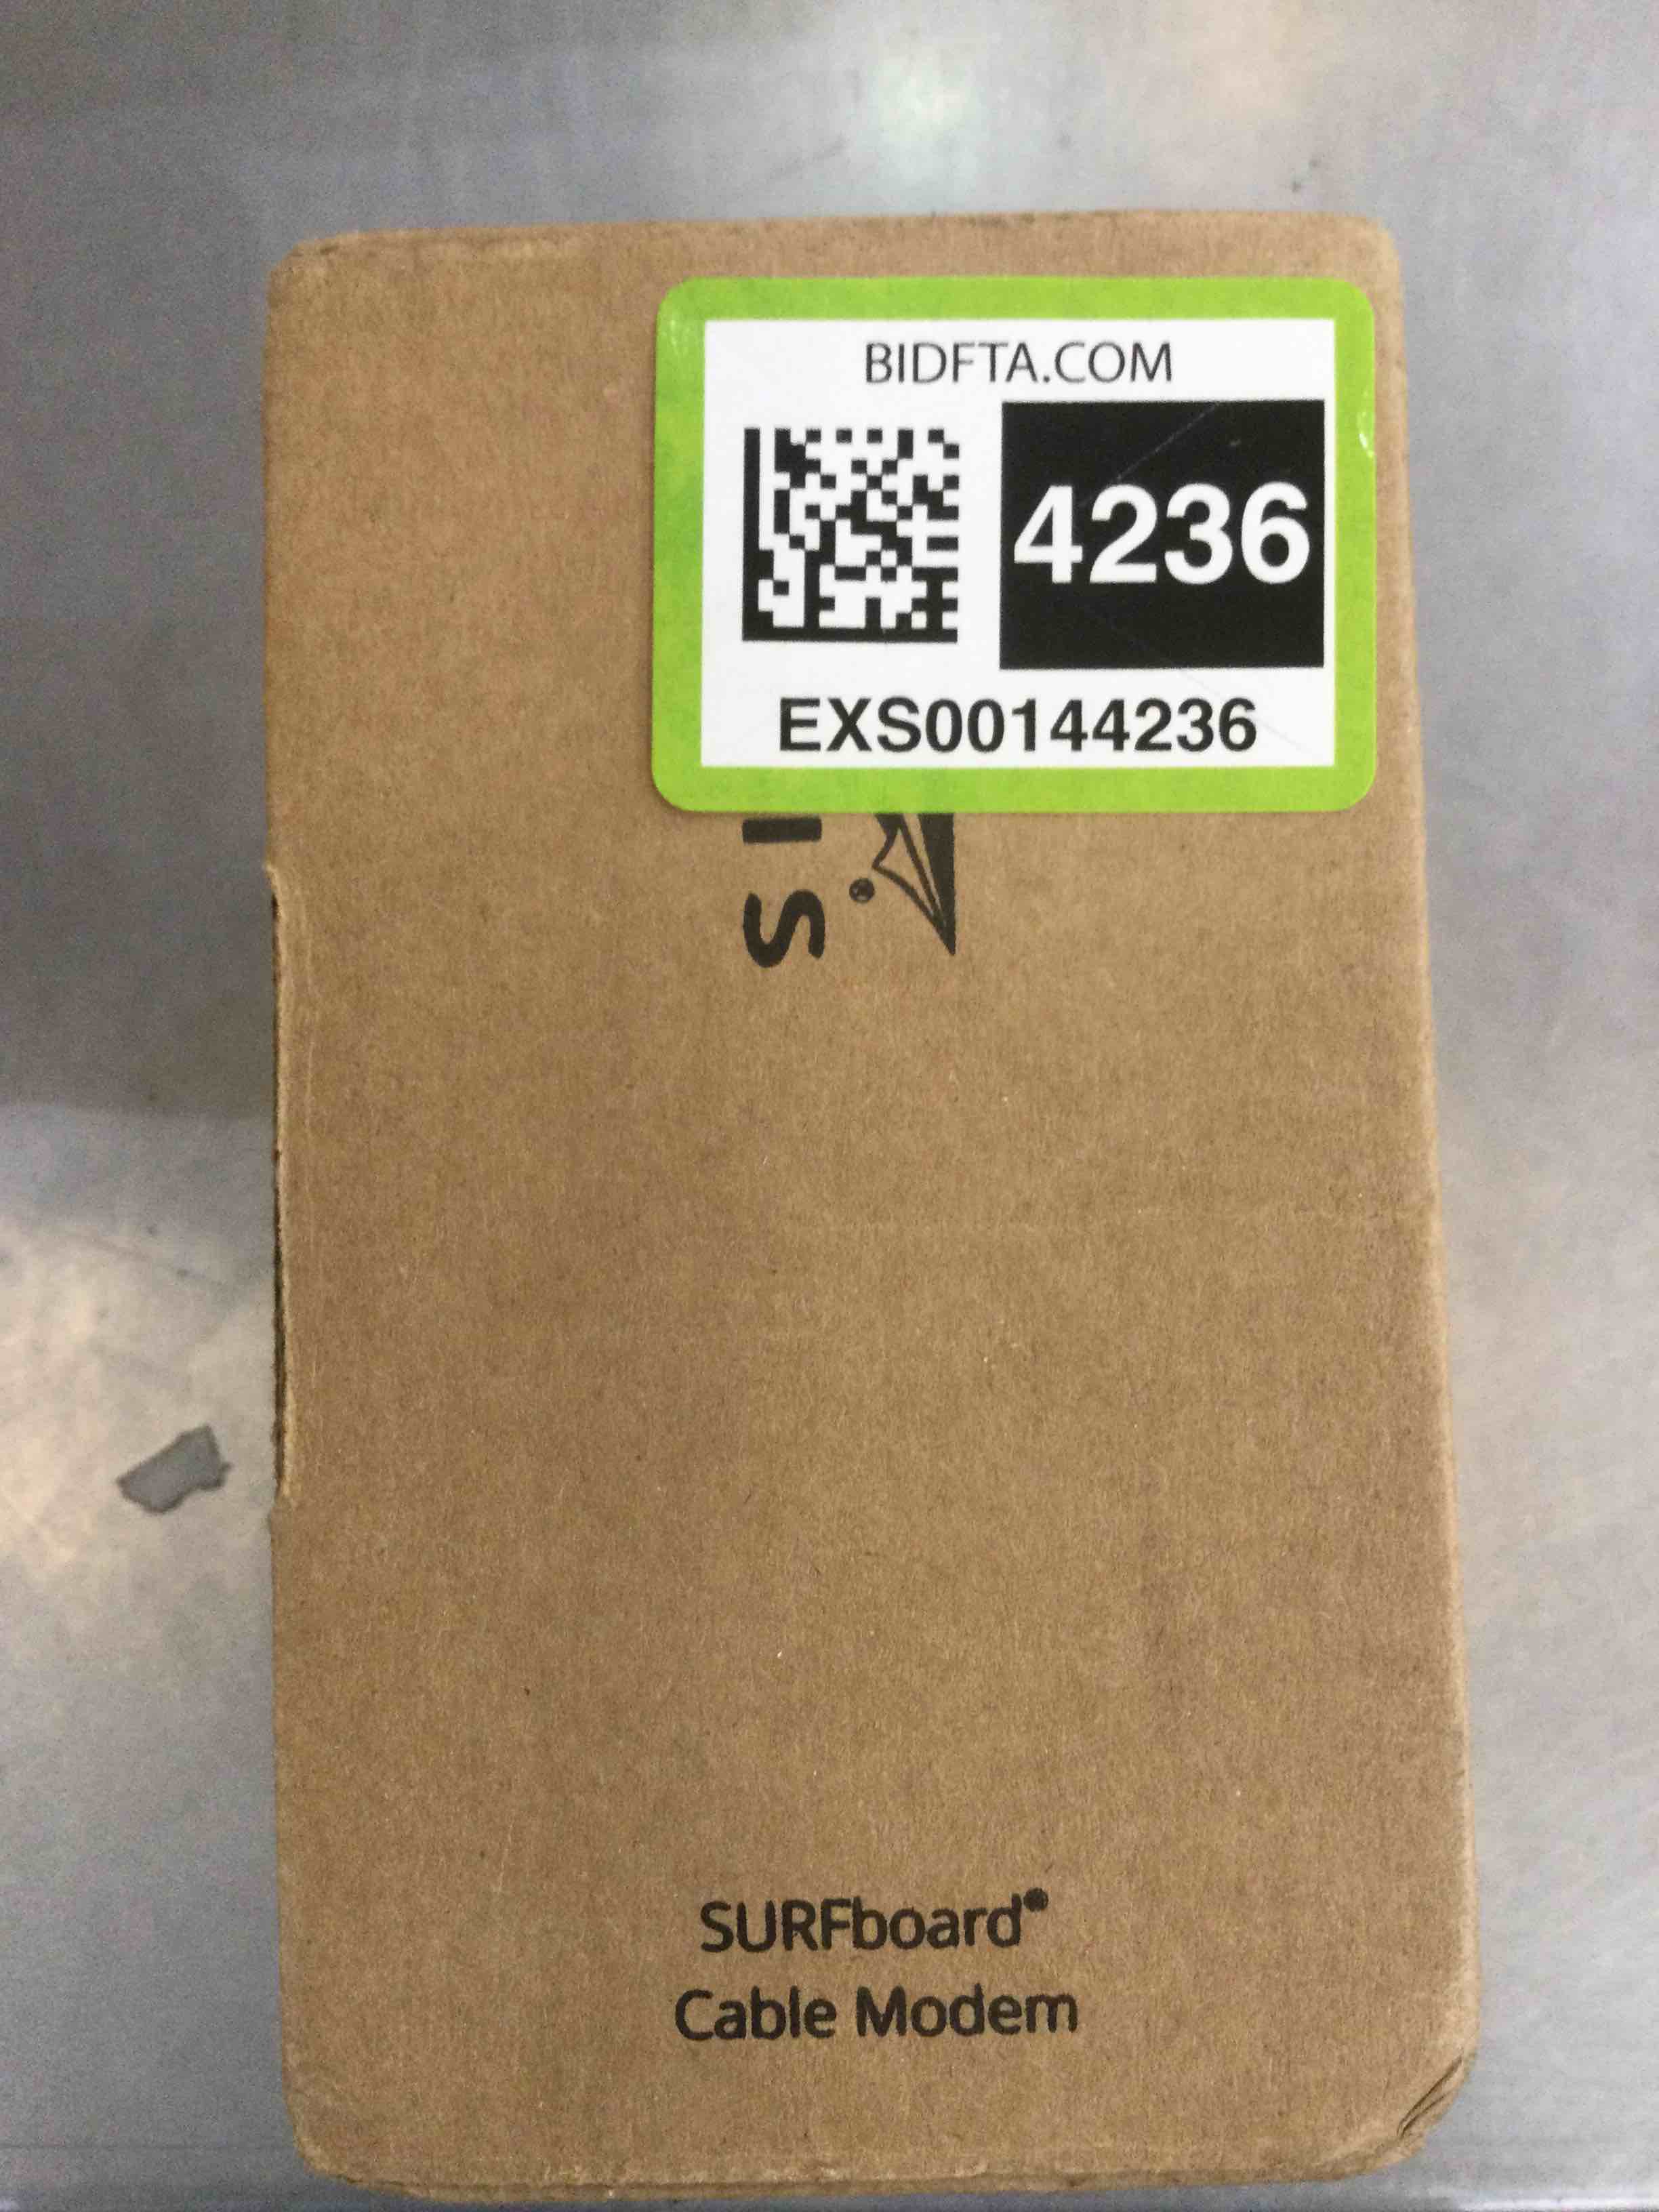 BIDFTA.COM
4236
EXS00144236
SURFboard®
Cable Modem